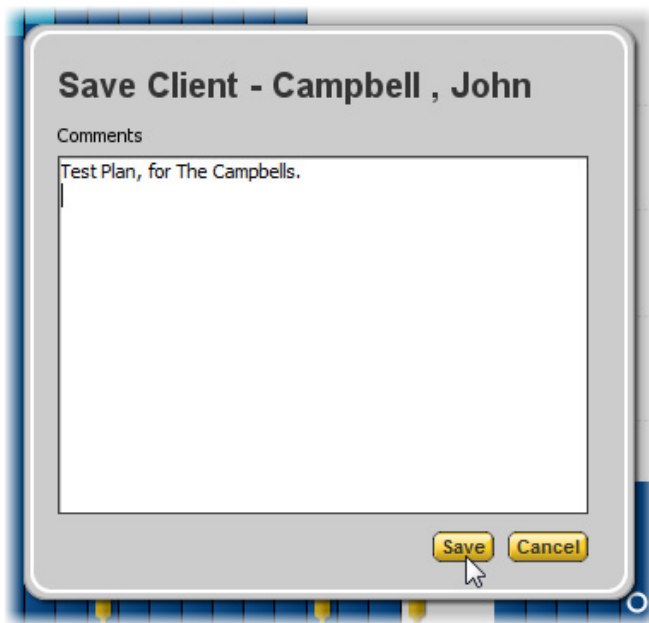 Save Client - Campbell , John
Comments
Test Plan, for The Campbells.
Save Cancel